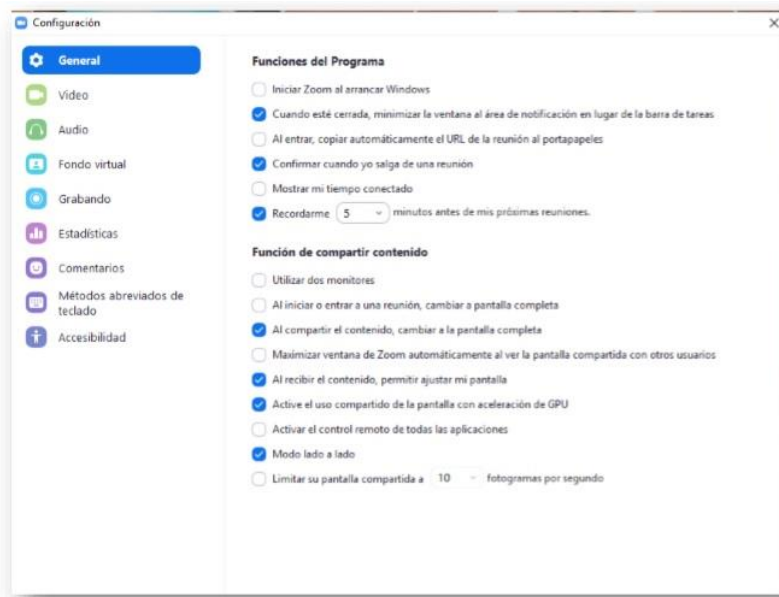 Configuración
General
Video
Audio
Fondo virtual
Grabando
Estadísticas
Comentarios
Métodos abreviados de
teclado
Accesibilidad
Funciones del Programa
Iniciar Zoom al arrancar Windows
Cuando esté cerrada, minimizar la ventana al área de notificación en lugar de la barra de tareas
Al entrar, copiar automáticamente el URL de la reunión al portapapeles
Confirmar cuando yo salga de una reunión
Mostrar mi tiempo conectado
Recordarme 5 minutos antes de mis próximas reuniones.
Función de compartir contenido
Utilizar dos monitores
Al iniciar o entrar a una reunión, cambiar a pantalla completa
Al compartir el contenido, cambiar a la pantalla completa
Maximizar ventana de Zoom automáticamente al ver la pantalla compartida con otros usuarios
Al recibir el contenido, permitir ajustar mi pantalla
Active el uso compartido de la pantalla con aceleración de GPU
Activar el control remoto de todas las aplicaciones
Modo lado a lado
Limitar su pantalla compartida a 10 fotogramas por segundo